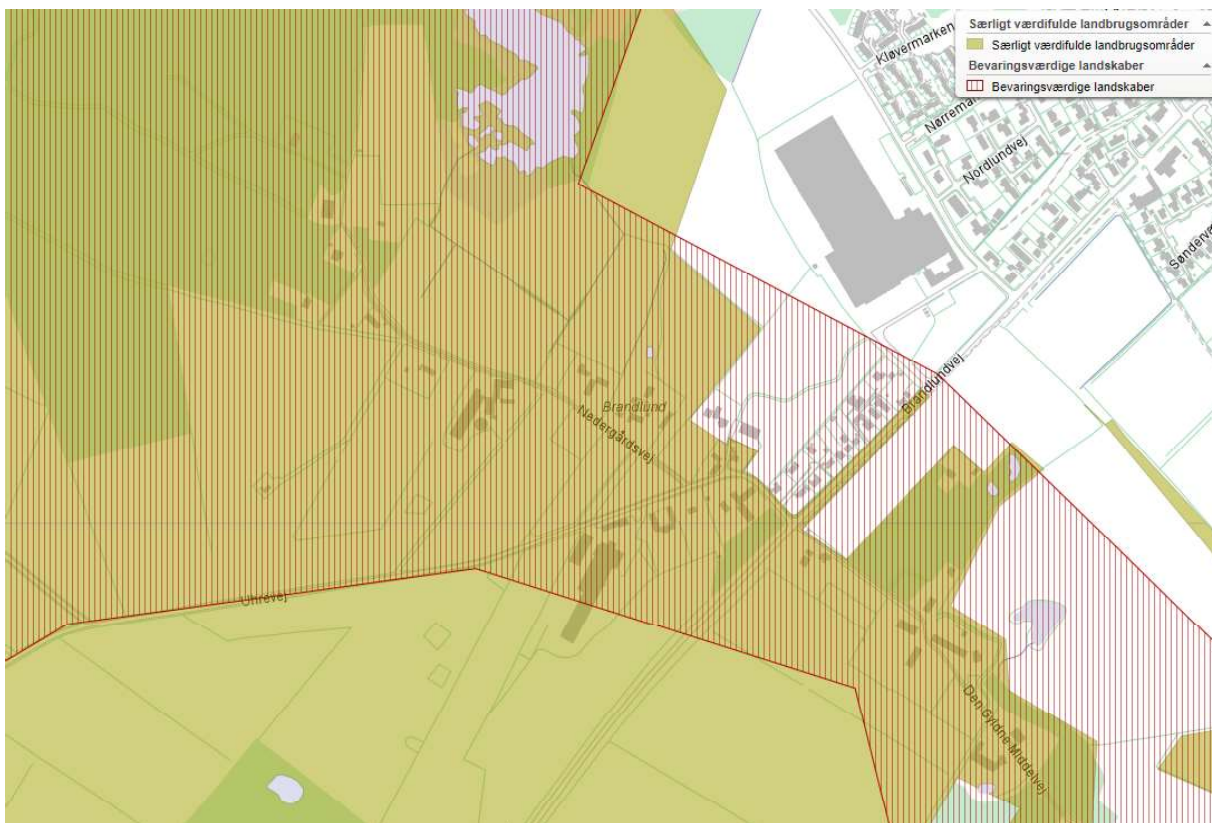 Særligt værdifulde landbrugsområder
Særligt værdifulde landbrugsområder
Bevaringsværdige landskaber
Bevaringsværdige landskaber
Kløvermarken
Nordlundvej
Brandlundvej
Brandlund
Nedergårdsvej
Uhrevej
Den Gyldne Middelvej